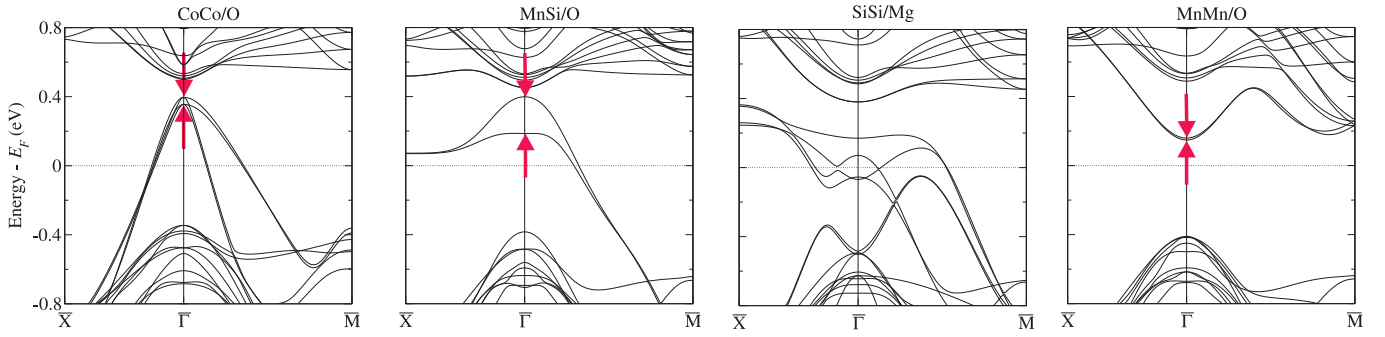 CoCo/O MnSi/O SiSi/Mg MnMn/O
Energy - E_F (eV)
0.8
0.4
0
-0.4
-0.8
X̅ Γ̅ M̅ X̅ Γ̅ M̅ X̅ Γ̅ M̅ X̅ Γ̅ M̅